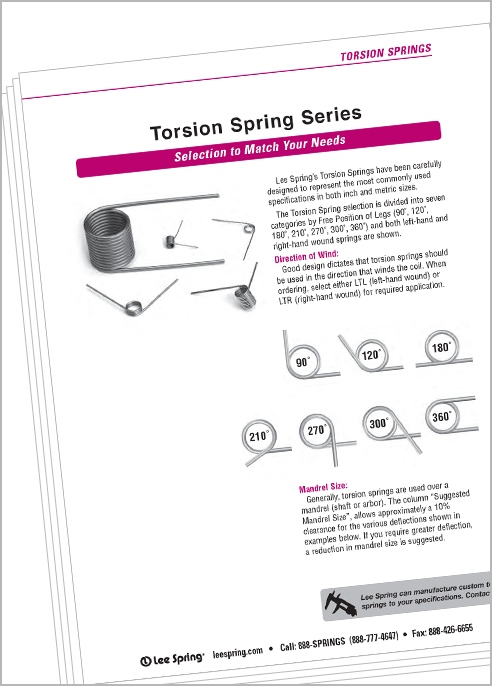 TORSION SPRINGS
Torsion Spring Series
Selection to Match Your Needs
Lee Spring's Torsion Springs have been carefully
designed to represent the most commonly used
specifications in both inch and metric sizes.
The Torsion Spring selection is divided into seven
categories by Free Position of Legs (90˚, 120˚,
180˚, 210˚, 270˚, 300˚, 360˚) and both left-hand and
right-hand wound springs are shown.
Direction of Wind:
Good design dictates that torsion springs should
be used in the direction that winds the coil. When
ordering, select either LTL (left-hand wound) or
LTR (right-hand wound) for required application.
90˚
120˚
180˚
210˚
270˚
300˚
360˚
Mandrel Size:
Generally, torsion springs are used over a
mandrel (shaft or arbor). The column "Suggested
Mandrel Size", allows approximately a 10%
clearance for the various deflections shown in
examples below. If you require greater deflection,
a reduction in mandrel size is suggested.
Lee Spring can manufacture custom
springs to your specifications. Contac
Lee Spring® leespring.com • Call: 888-SPRINGS (888-777-4647) • Fax: 888-426-6655